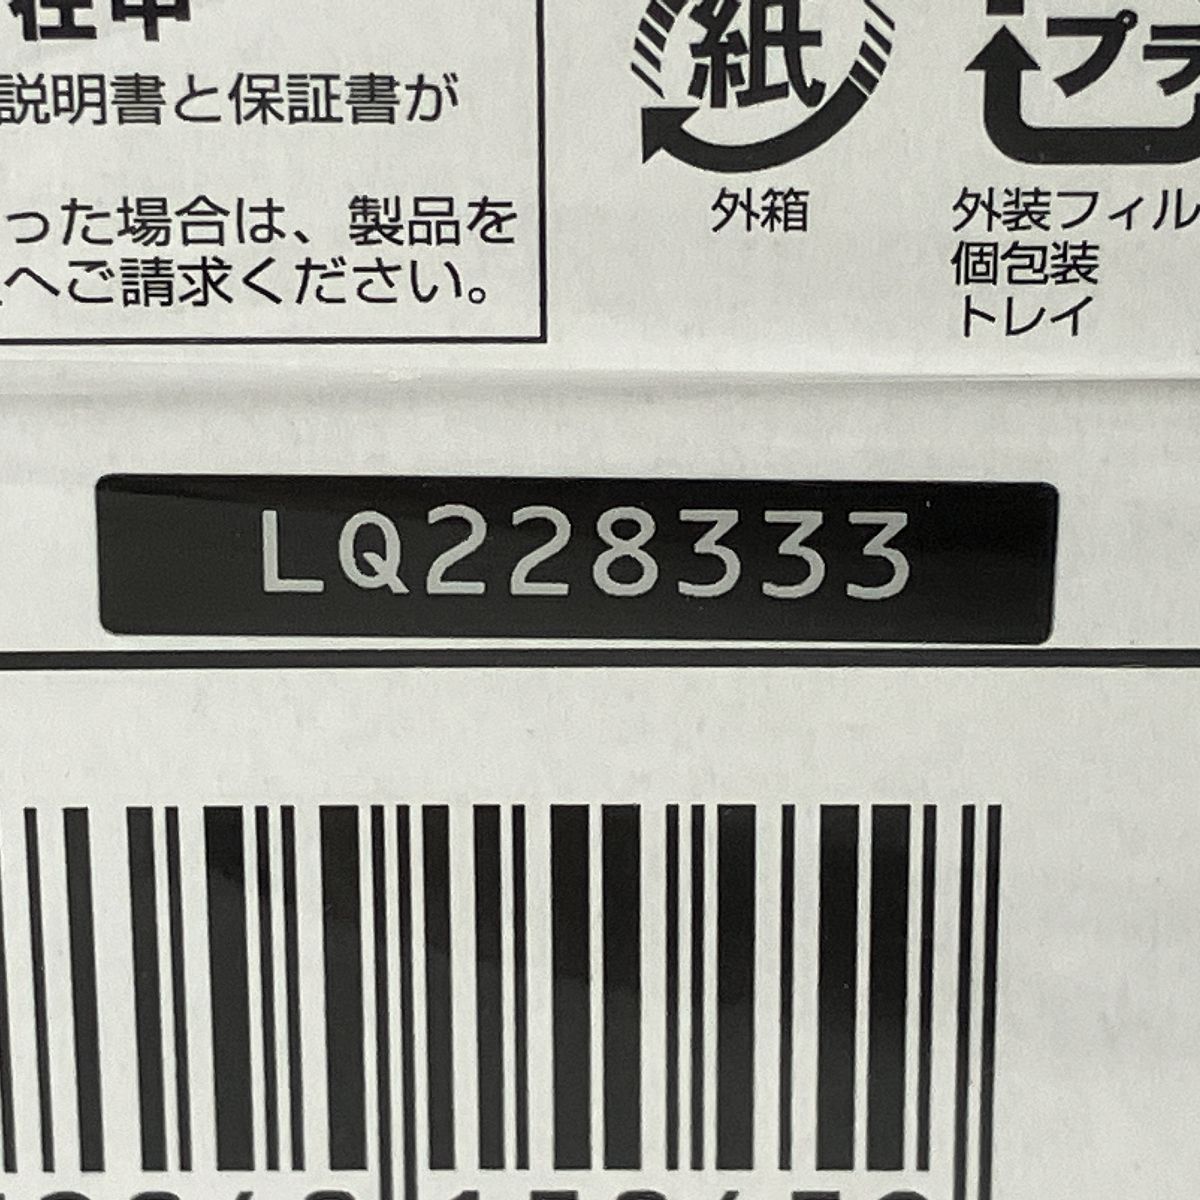 説明書と保証書が
った場合は、製品を
へご請求ください。
紙
外箱
プラ
外装フィル
個包装
トレイ
LQ228333